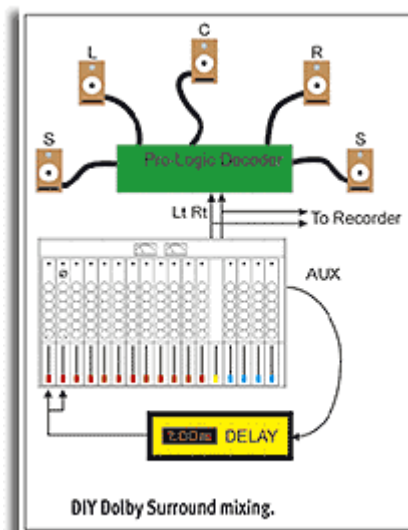 C
L
R
S
S
Pro-Logic Decoder
Lt Rt
To Recorder
AUX
DELAY
DIY Dolby Surround mixing.